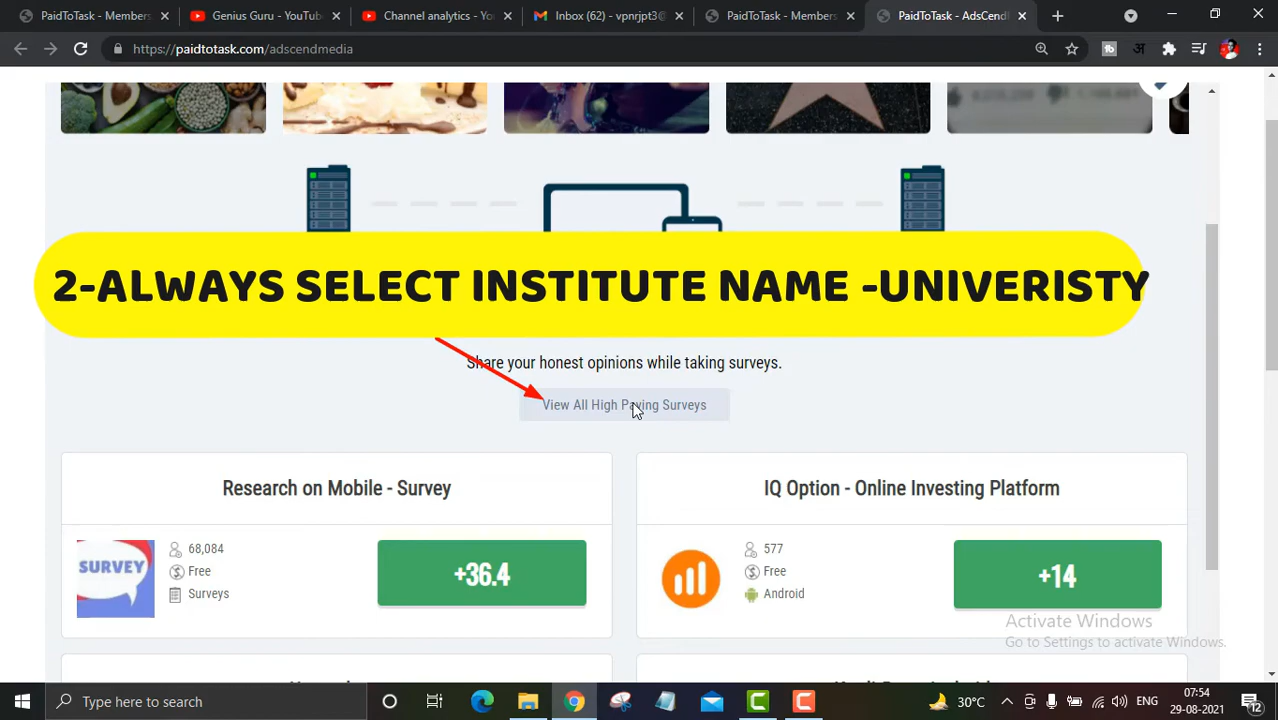 PaidToTask - Members
Genius Guru - YouTub
Channel analytics - Yo
Inbox (62) - vpnrjpt3@
PaidToTask - Members
PaidToTask - AdsCend
https://paidtotask.com/adscendmedia
2-ALWAYS SELECT INSTITUTE NAME -UNIVERISTY
Share your honest opinions while taking surveys.
View All High Paying Surveys
Research on Mobile - Survey
IQ Option - Online Investing Platform
SURVEY
68,084
Free
Surveys
+36.4
577
Free
Android
+14
Activate Windows
Go to Settings to activate Windows.
Type here to search
30°C
ENG
07:54
29-08-2021
12